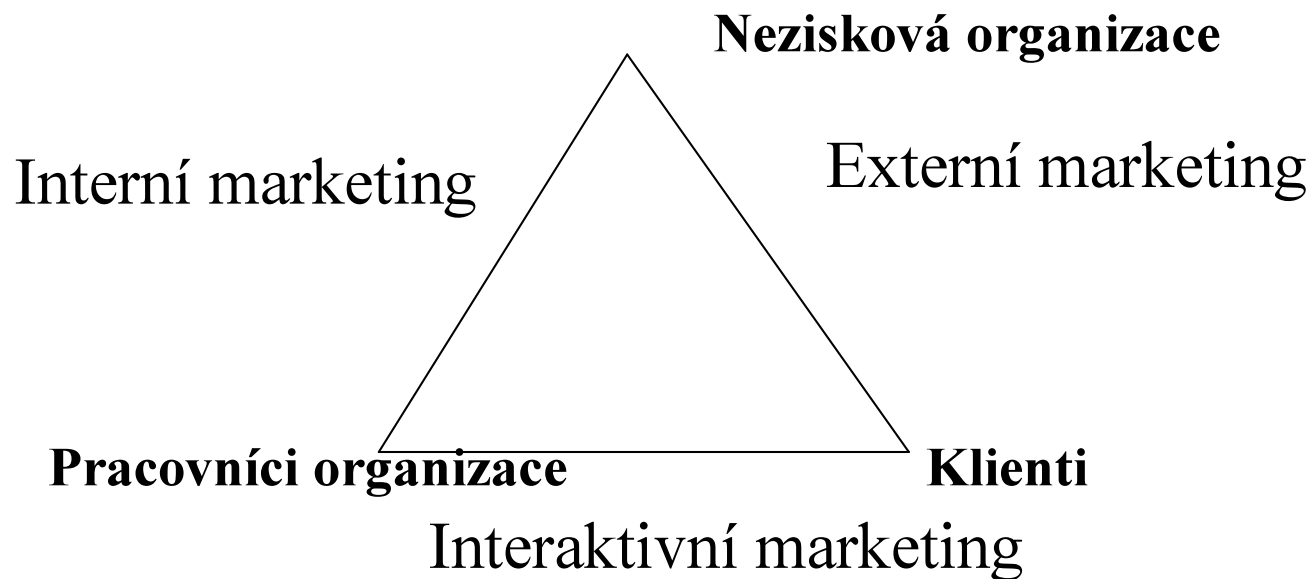 Nezisková organizace
Externí marketing
Interní marketing
Pracovníci organizace
Klienti
Interaktivní marketing